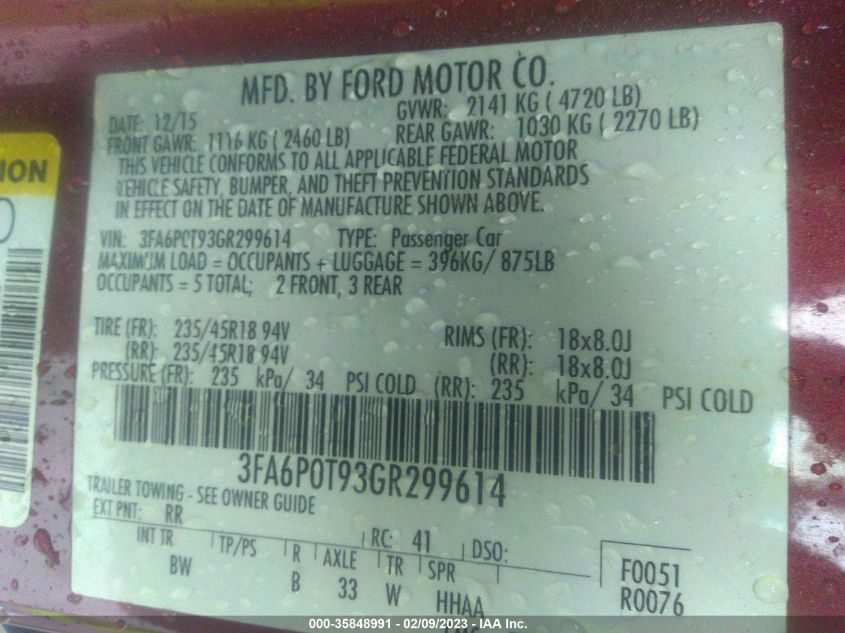 MFD. BY FORD MOTOR CO.
DATE: 12/15 GVWR: 2141 KG ( 4720 LB)
FRONT GAWR: 1116 KG ( 2460 LB) REAR GAWR: 1030 KG ( 2270 LB)
THIS VEHICLE CONFORMS TO ALL APPLICABLE FEDERAL MOTOR
VEHICLE SAFETY, BUMPER, AND THEFT PREVENTION STANDARDS
IN EFFECT ON THE DATE OF MANUFACTURE SHOWN ABOVE.
VIN: 3FA6P0T93GR299614 TYPE: Passenger Car
MAXIMUM LOAD = OCCUPANTS + LUGGAGE = 396KG/ 875LB
OCCUPANTS = 5 TOTAL; 2 FRONT, 3 REAR
TIRE (FR): 235/45R18 94V RIMS (FR): 18x8.0J
(RR): 235/45R18 94V (RR): 18x8.0J
PRESSURE (FR): 235 kPa/ 34 PSI COLD (RR): 235 kPa/ 34 PSI COLD
3FA6P0T93GR299614
TRAILER TOWING - SEE OWNER GUIDE
EXT PNT: RR RC: 41 DSO:
INT TR TP/PS R AXLE TR SPR F0051
BW B 33 W HHAA R0076
000-35848991 - 02/09/2023 - IAA Inc.